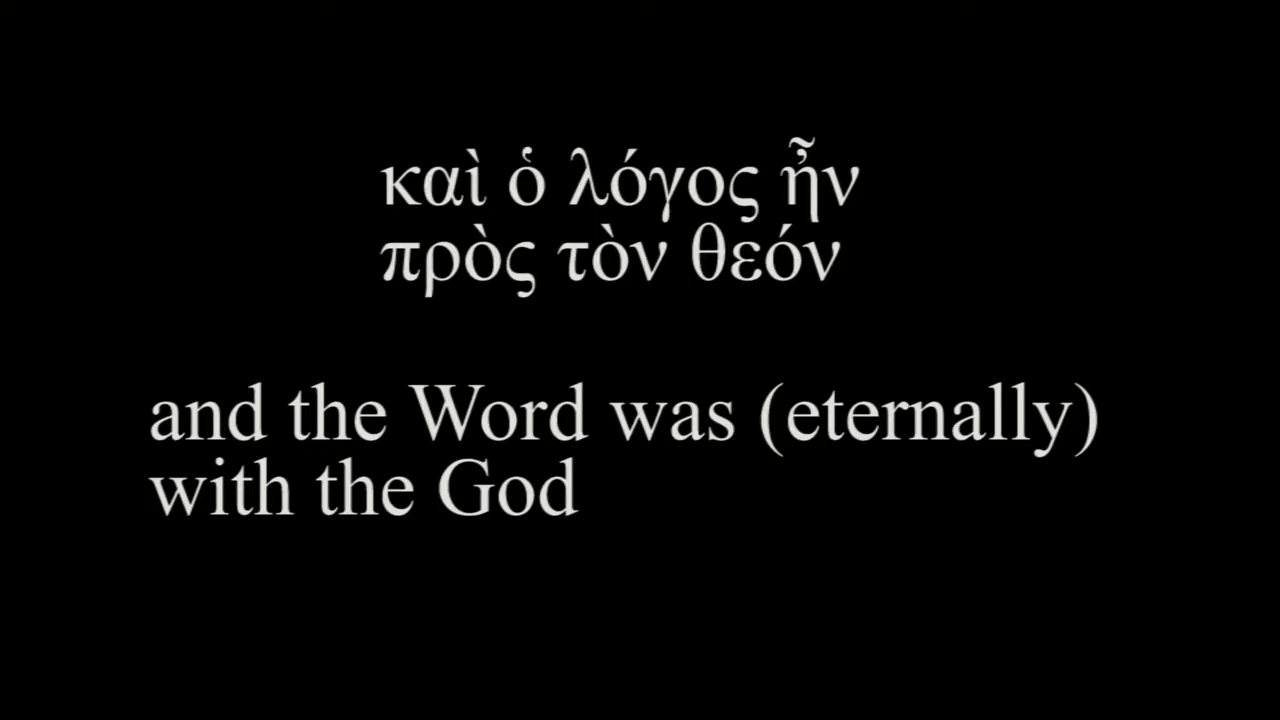 καὶ ὁ λόγος ἦν
πρὸς τὸν θεόν
and the Word was (eternally)
with the God